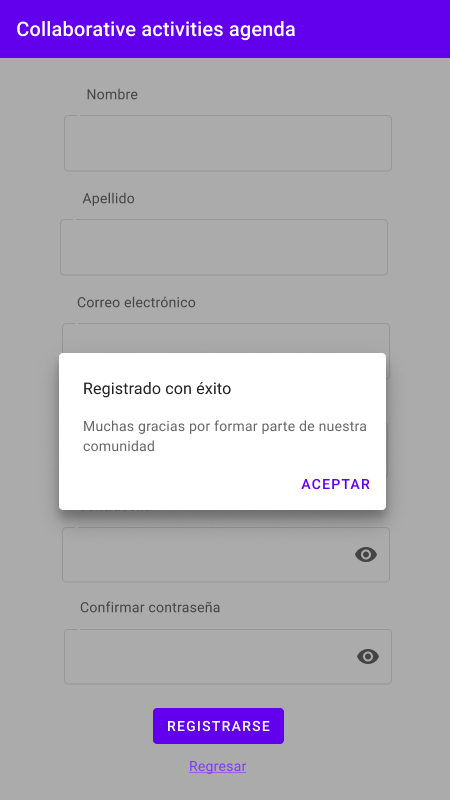 Collaborative activities agenda
Nombre
Apellido
Correo electrónico
Registrado con éxito
Muchas gracias por formar parte de nuestra
comunidad
ACEPTAR
Confirmar contraseña
REGISTRARSE
Regresar